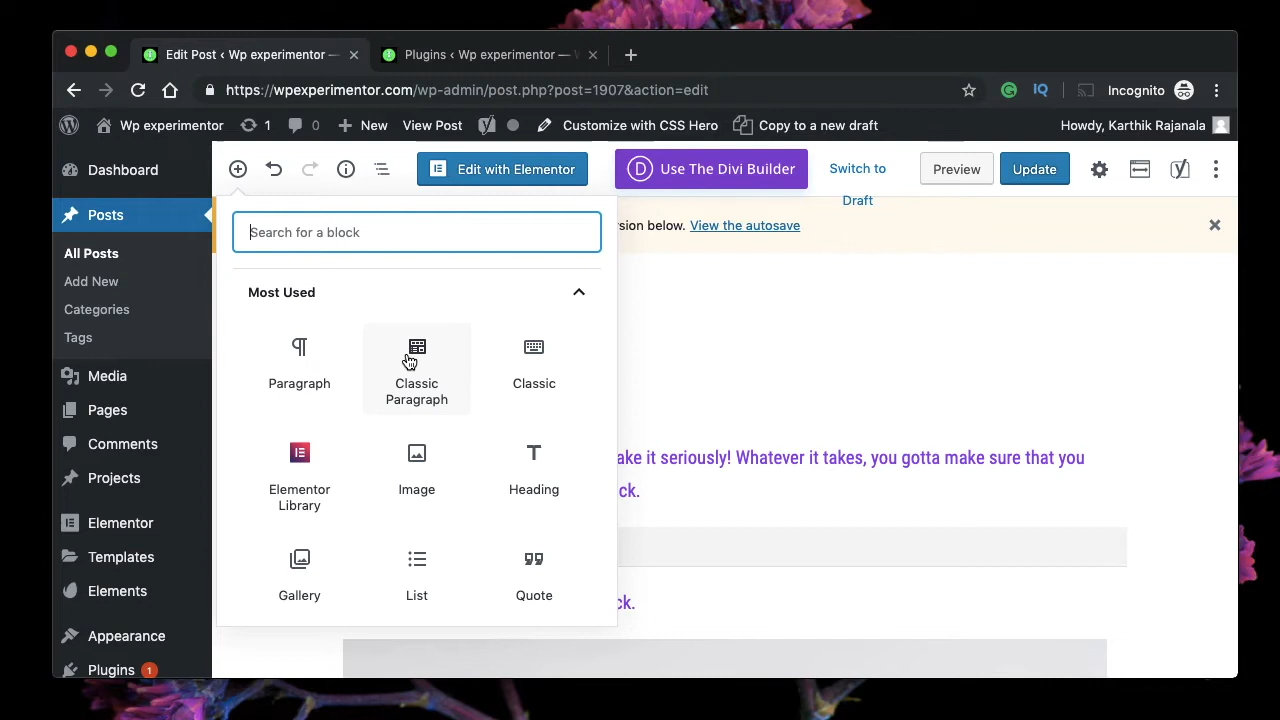 Edit Post ‹ Wp experimentor —
Plugins ‹ Wp experimentor —
https://wpexperimentor.com/wp-admin/post.php?post=1907&action=edit
IQ
Incognito
Wp experimentor
1
0
New
View Post
Customize with CSS Hero
Copy to a new draft
Howdy, Karthik Rajanala
Dashboard
Edit with Elementor
D Use The Divi Builder
Switch to
Draft
Preview
Update
Posts
Search for a block
sion below. View the autosave
All Posts
Add New
Categories
Tags
Most Used
Media
Pages
Comments
Projects
Elementor
Templates
Elements
Appearance
Plugins 1
Paragraph
Classic
Paragraph
Classic
Elementor
Library
Image
Heading
Gallery
List
Quote
ake it seriously! Whatever it takes, you gotta make sure that you
ck.
ck.